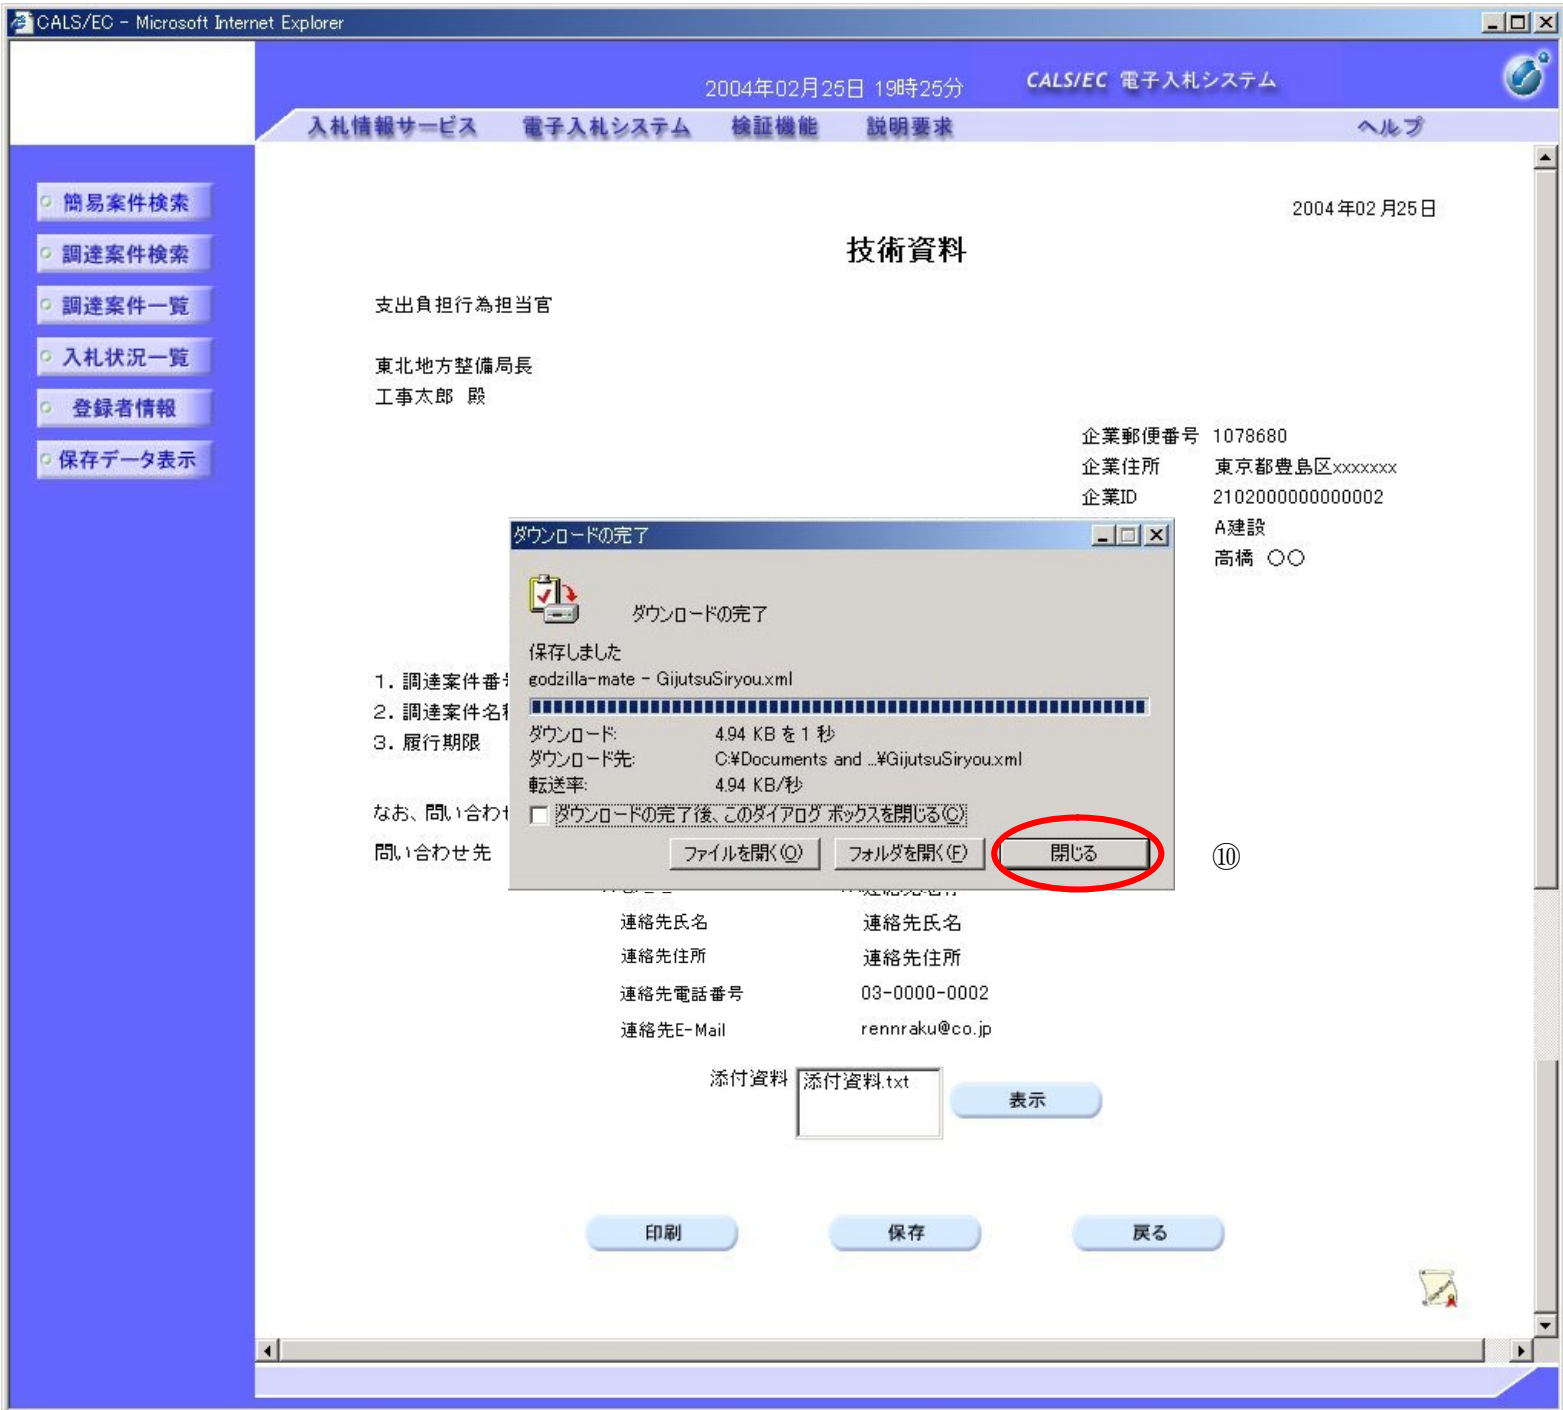 CALS/EC - Microsoft Internet Explorer
2004年02月25日 19時25分
CALS/EC 電子入札システム
入札情報サービス 電子入札システム 検証機能 説明要求 ヘルプ
簡易案件検索
調達案件検索
調達案件一覧
入札状況一覧
登録者情報
保存データ表示
2004年02月25日
技術資料
支出負担行為担当官
東北地方整備局長
工事太郎 殿
企業郵便番号 1078680
企業住所 東京都豊島区xxxxxxx
企業ID 2102000000000002
A建設
高橋 〇〇
ダウンロードの完了
ダウンロードの完了
保存しました
godzilla-mate - GijutsuSiryou.xml
ダウンロード: 4.94 KB を 1 秒
ダウンロード先: C:¥Documents and ...¥GijutsuSiryou.xml
転送率: 4.94 KB/秒
ダウンロードの完了後、このダイアログ ボックスを閉じる(C)
ファイルを開く(O) フォルダを開く(F) 閉じる
⑩
1. 調達案件番
2. 調達案件名
3. 履行期限
なお、問い合わ
問い合わせ先
連絡先氏名 連絡先氏名
連絡先住所 連絡先住所
連絡先電話番号 03-0000-0002
連絡先E-Mail rennraku@co.jp
添付資料 添付資料.txt
表示
印刷 保存 戻る